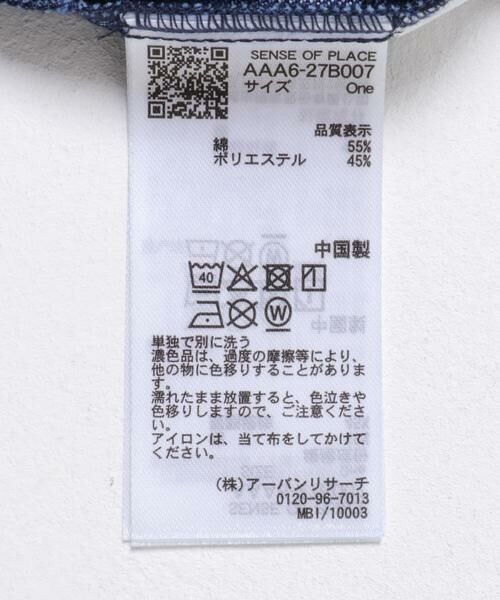 SENSE OF PLACE
AAA6-27B007
サイズ One
品質表示
綿 55%
ポリエステル 45%
中国製
40
W
単独で別に洗う
濃色品は、過度の摩擦等により、
他の物に色移りすることがありま
す。
濡れたまま放置すると、色泣きや
色移りしますので、ご注意くださ
い。
アイロンは、当て布をしてかけて
ください。
(株)アーバンリサーチ
0120-96-7013
MBI/10003